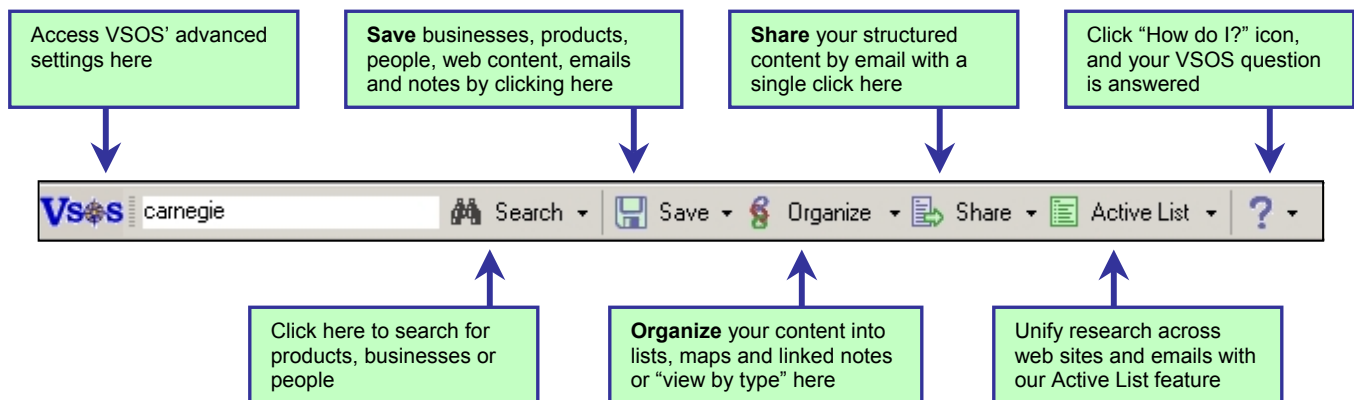 Access VSOS’ advanced
settings here
Save businesses, products,
people, web content, emails
and notes by clicking here
Share your structured
content by email with a
single click here
Click “How do I?” icon,
and your VSOS question
is answered
Vsos carnegie Search Save Organize Share Active List ?
Click here to search for
products, businesses or
people
Organize your content into
lists, maps and linked notes
or “view by type” here
Unify research across
web sites and emails with
our Active List feature